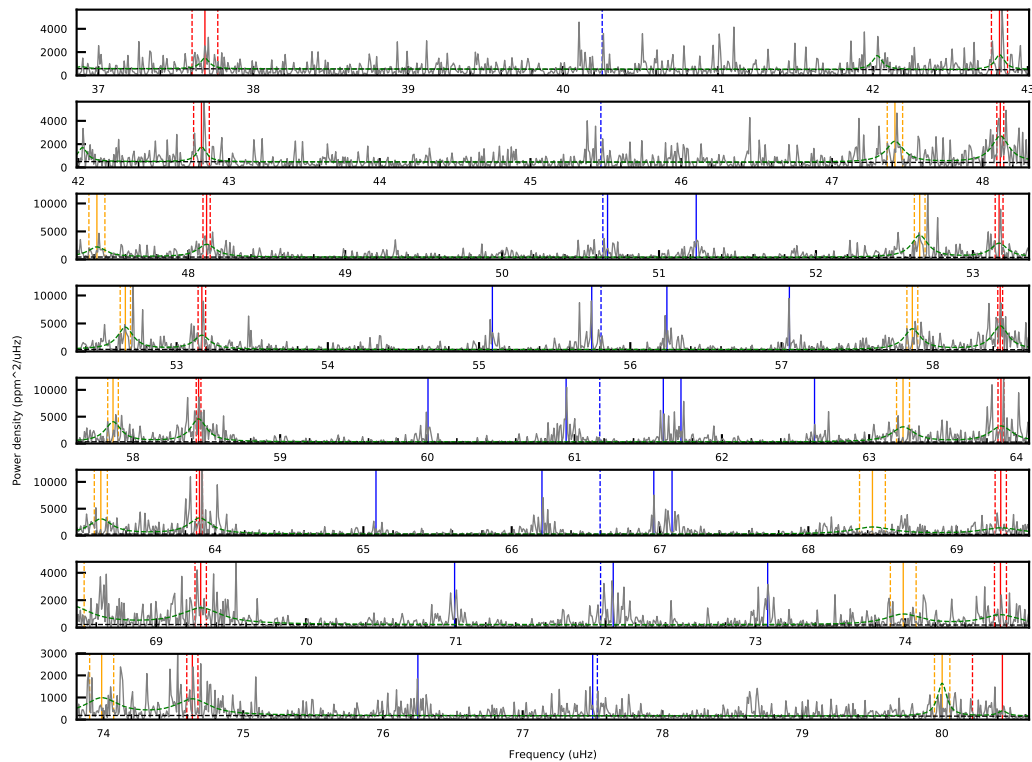 4000
2000
0
37 38 39 40 41 42 43
4000
2000
0
42 43 44 45 46 47 48
10000
5000
0
48 49 50 51 52 53
10000
5000
0
53 54 55 56 57 58
10000
5000
0
58 59 60 61 62 63 64
10000
5000
0
64 65 66 67 68 69
4000
2000
0
69 70 71 72 73 74
3000
2000
1000
0
74 75 76 77 78 79 80
Power density (ppm^2/uHz)
Frequency (uHz)